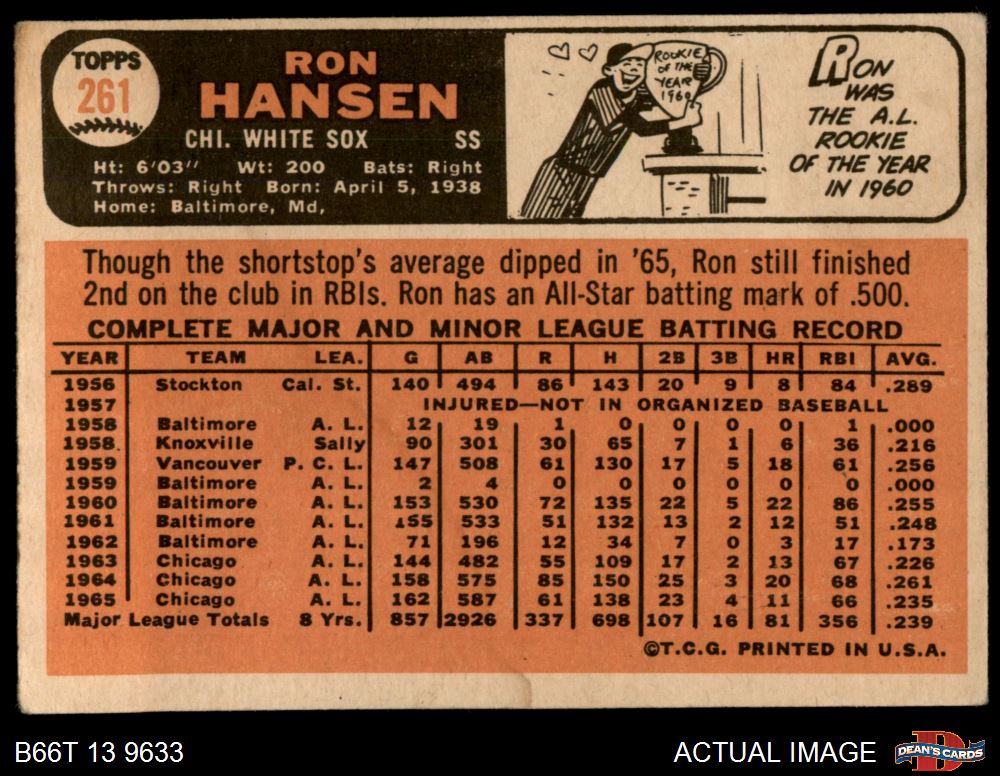 TOPPS
261
RON
HANSEN
CHI. WHITE SOX SS
Ht: 6'03" Wt: 200 Bats: Right
Throws: Right Born: April 5, 1938
Home: Baltimore, Md,
ROOKIE
OF THE
YEAR
1960
RON
WAS
THE A.L.
ROOKIE
OF THE YEAR
IN 1960
Though the shortstop's average dipped in '65, Ron still finished
2nd on the club in RBIs. Ron has an All-Star batting mark of .500.
COMPLETE MAJOR AND MINOR LEAGUE BATTING RECORD
YEAR TEAM LEA. G AB R H 2B 3B HR RBI AVG.
1956 Stockton Cal. St. 140 494 86 143 20 9 8 84 .289
1957 INJURED—NOT IN ORGANIZED BASEBALL
1958 Baltimore A. L. 12 19 1 0 0 0 0 1 .000
1958. Knoxville Sally 90 301 30 65 7 1 6 36 .216
1959 Vancouver P. C. L. 147 508 61 130 17 5 18 61 .256
1959 Baltimore A. L. 2 4 0 0 0 0 0 0 .000
1960 Baltimore A. L. 153 530 72 135 22 5 22 86 .255
1961 Baltimore A. L. 155 533 51 132 13 2 12 51 .248
1962 Baltimore A. L. 71 196 12 34 7 0 3 17 .173
1963 Chicago A. L. 144 482 55 109 17 2 13 67 .226
1964 Chicago A. L. 158 575 85 150 25 3 20 68 .261
1965 Chicago A. L. 162 587 61 138 23 4 11 66 .235
Major League Totals 8 Yrs. 857 2926 337 698 107 16 81 356 .239
©T.C.G. PRINTED IN U.S.A.
B66T 13 9633
ACTUAL IMAGE
DEAN'S CARDS